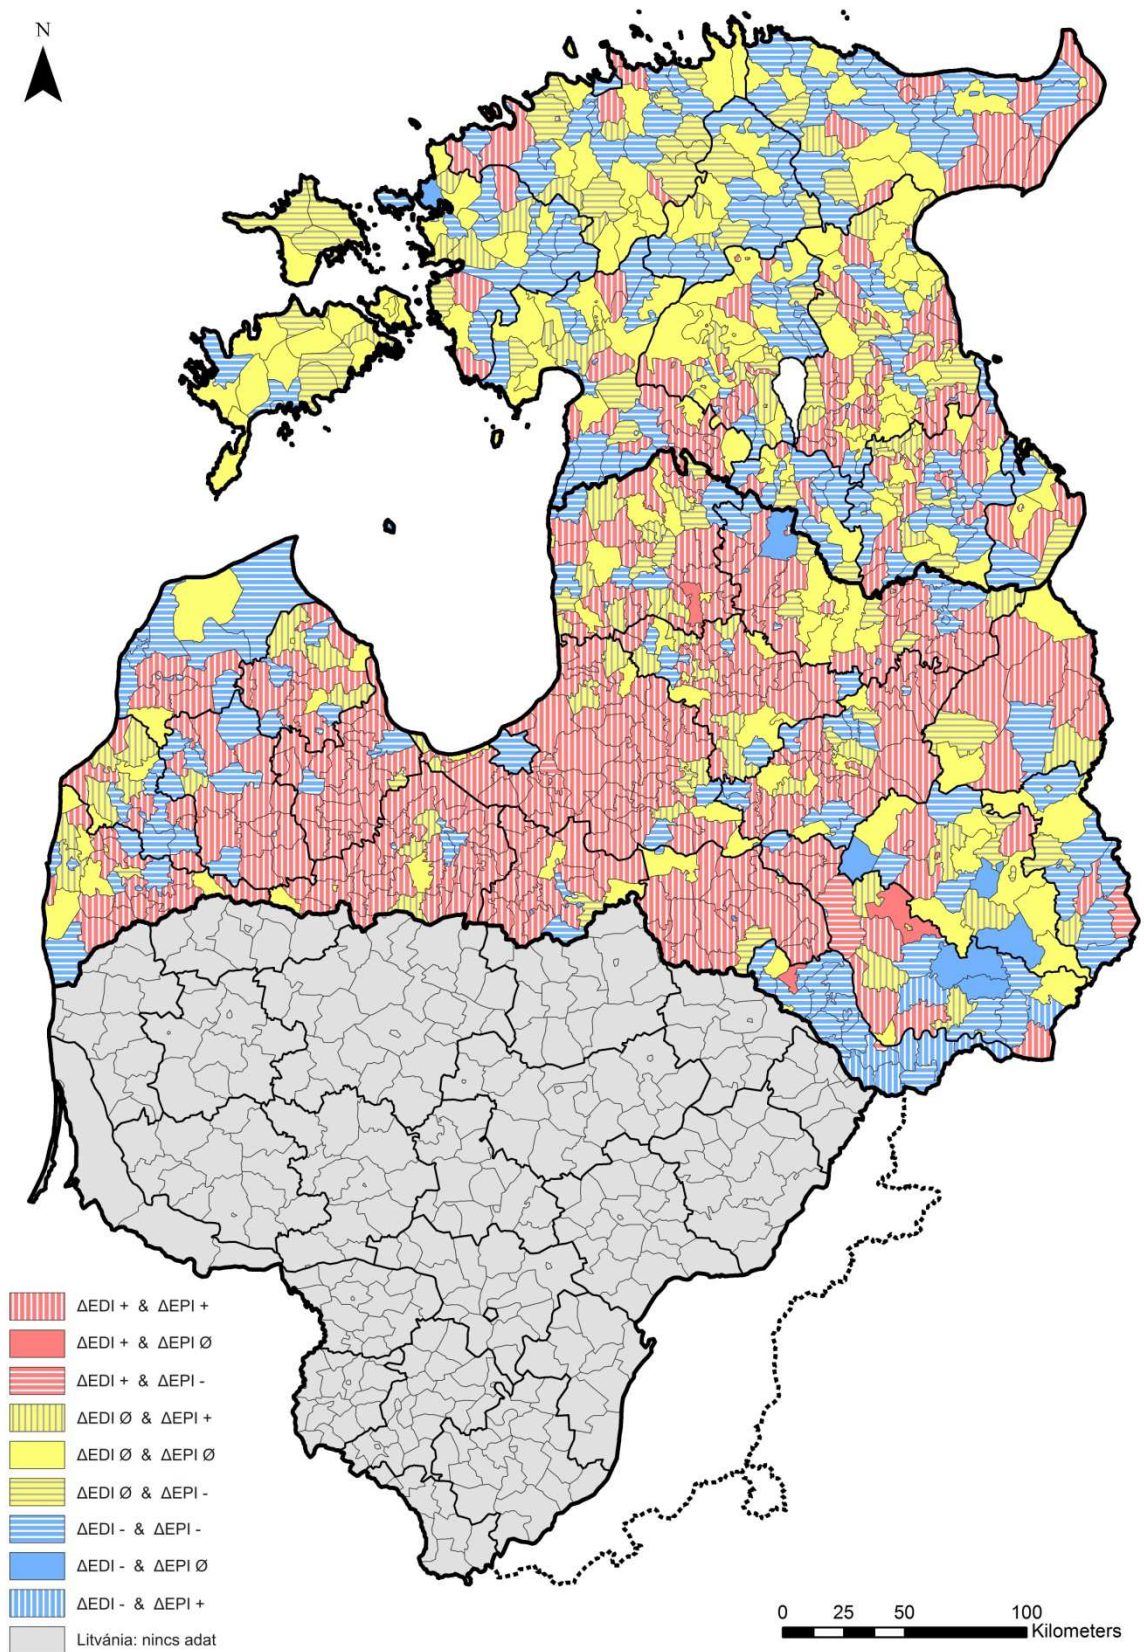 N
ΔEDI + & ΔEPI +
ΔEDI + & ΔEPI Ø
ΔEDI + & ΔEPI -
ΔEDI Ø & ΔEPI +
ΔEDI Ø & ΔEPI Ø
ΔEDI Ø & ΔEPI -
ΔEDI - & ΔEPI -
ΔEDI - & ΔEPI Ø
ΔEDI - & ΔEPI +
Litvánia: nincs adat
0 25 50 100
Kilometers